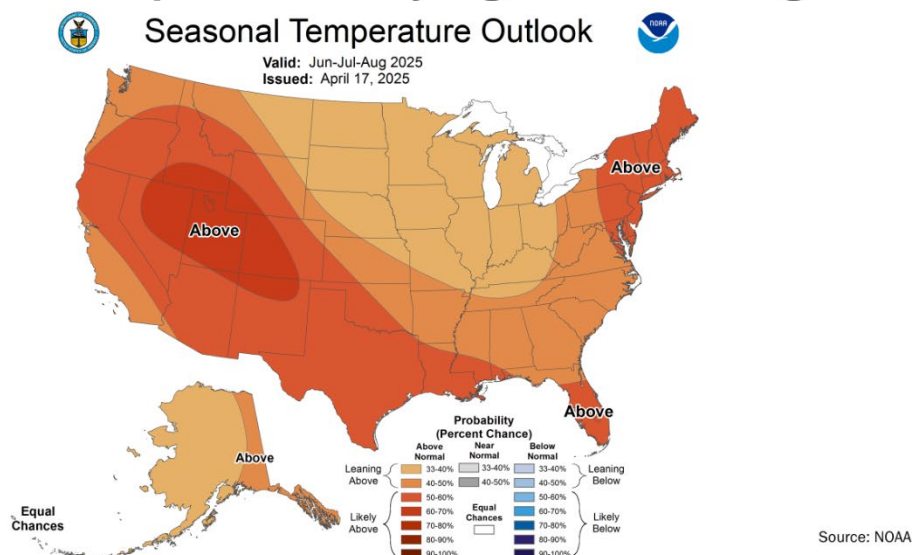 NOAA
Seasonal Temperature Outlook
Valid: Jun-Jul-Aug 2025
Issued: April 17, 2025
Above
Above
Above
Above
Equal
Chances
Probability
(Percent Chance)
Above
Normal
Near
Normal
Below
Normal
Leaning
Above
33-40%
33-40%
33-40%
Leaning
Below
40-50%
40-50%
40-50%
50-60%
50-60%
Likely
Above
60-70%
Equal
Chances
60-70%
Likely
Below
70-80%
70-80%
80-90%
80-90%
90-100%
90-100%
Source: NOAA